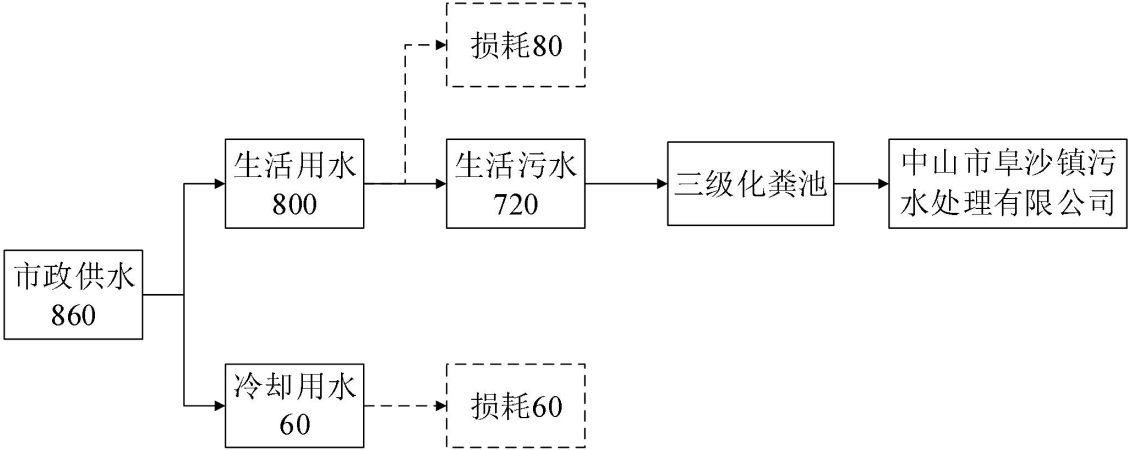 损耗80
生活用水
800
生活污水
720
三级化粪池
中山市阜沙镇污
水处理有限公司
市政供水
860
冷却用水
60
损耗60